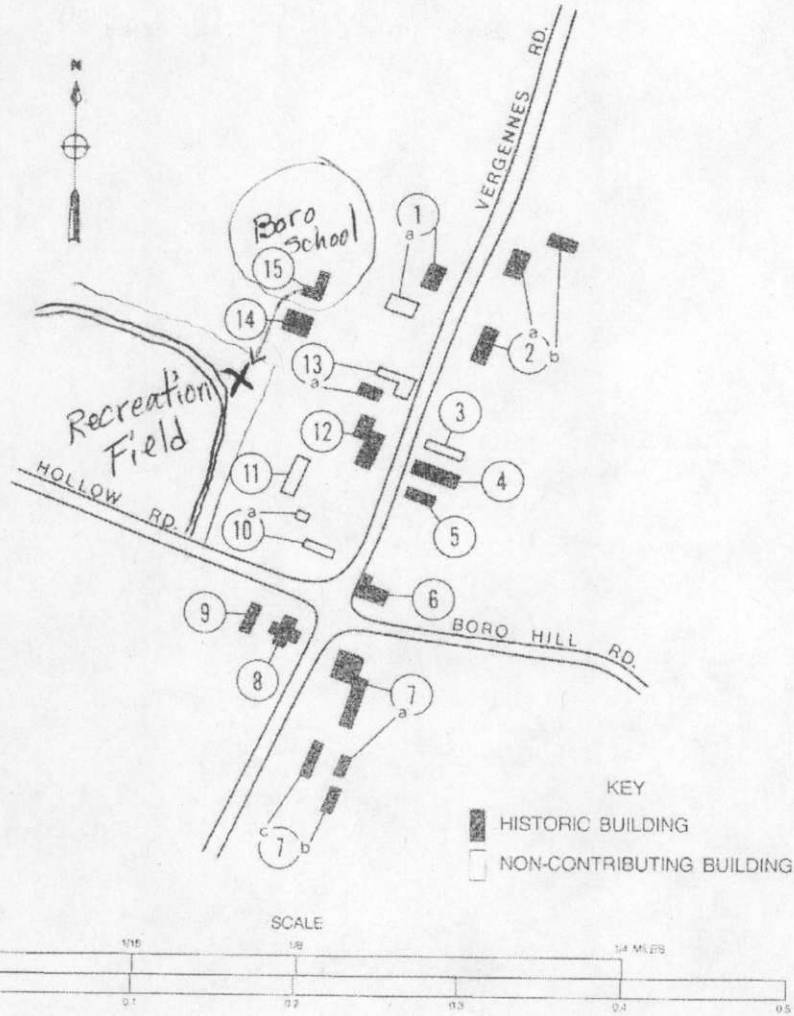 N
VERGENNES RD.
Boro
School
1
a
15
14
2
a
b
13
a
Recreation
Field
X
12
3
11
4
HOLLOW RD.
a
10
5
9
6
8
BORO HILL RD.
7
a
c
7
b
KEY
HISTORIC BUILDING
NON-CONTRIBUTING BUILDING
SCALE
1/16 1/8 1/4 MILES
0.1 0.2 0.3 0.4 0.5